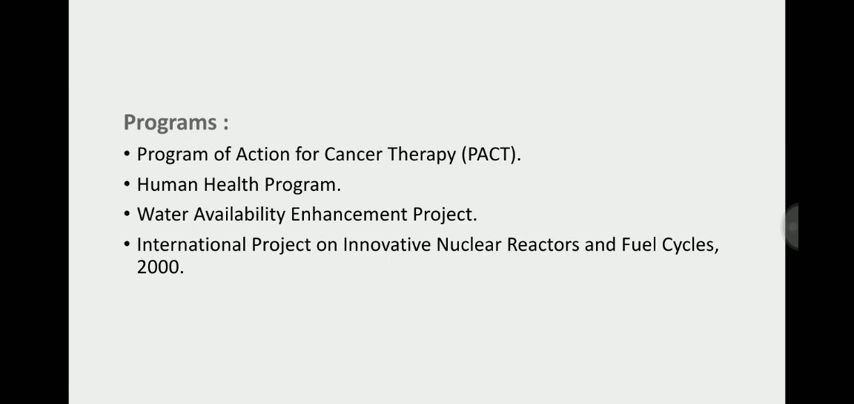 Programs :
• Program of Action for Cancer Therapy (PACT).
• Human Health Program.
• Water Availability Enhancement Project.
• International Project on Innovative Nuclear Reactors and Fuel Cycles,
2000.